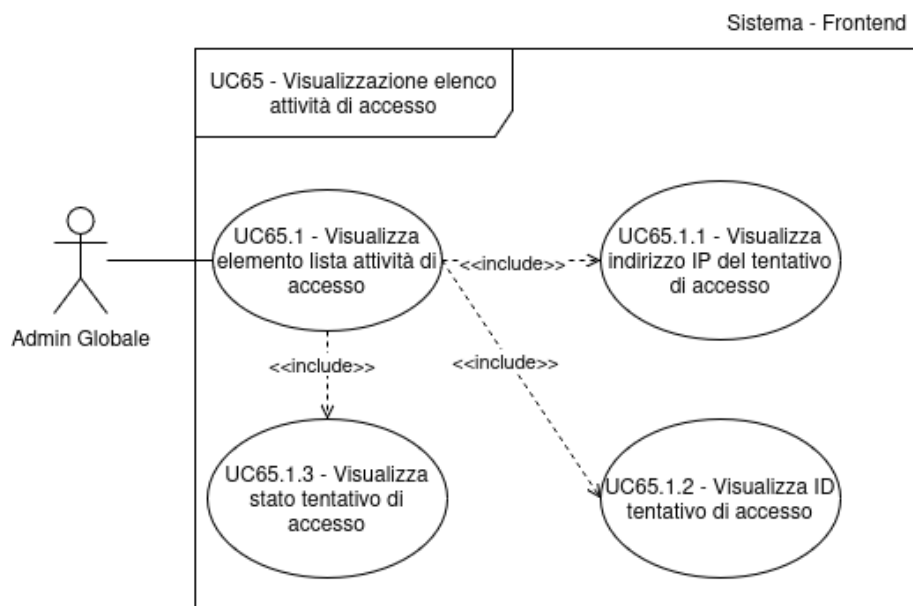 Sistema - Frontend
UC65 - Visualizzazione elenco
attività di accesso
UC65.1 - Visualizza
elemento lista attività di
accesso
<<include>>
UC65.1.1 - Visualizza
indirizzo IP del tentativo
di accesso
Admin Globale
<<include>>
<<include>>
UC65.1.3 - Visualizza
stato tentativo di
accesso
UC65.1.2 - Visualizza ID
tentativo di accesso